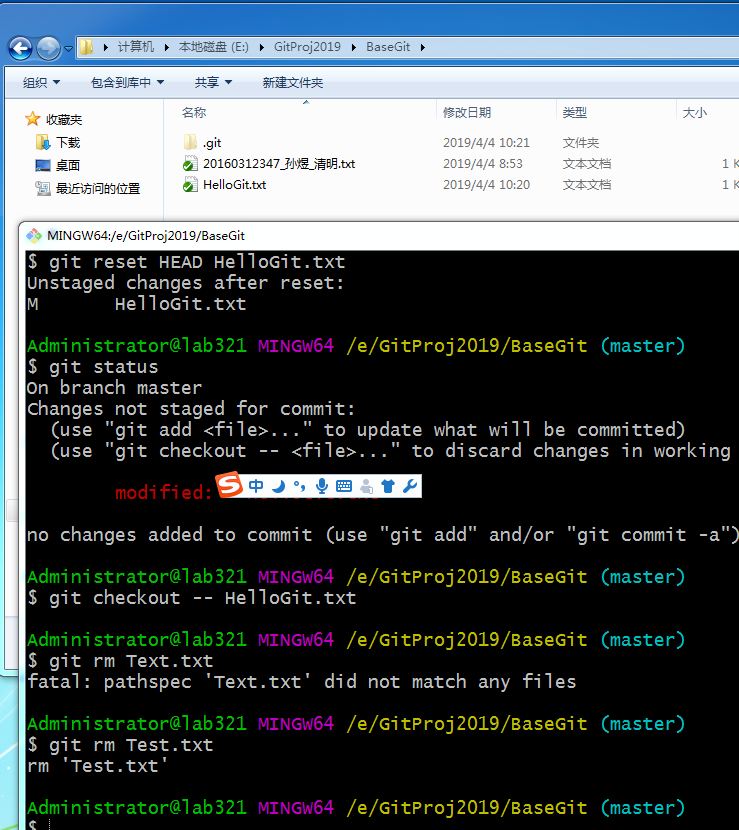 计算机 ▸ 本地磁盘 (E:) ▸ GitProj2019 ▸ BaseGit ▸
组织 包含到库中 共享 新建文件夹
名称 修改日期 类型 大小
收藏夹
下载
桌面
最近访问的位置
.git 2019/4/4 10:21 文件夹
20160312347_孙煜_清明.txt 2019/4/4 8:53 文本文档 1 K
HelloGit.txt 2019/4/4 10:20 文本文档 1 K
MINGW64:/e/GitProj2019/BaseGit
$ git reset HEAD HelloGit.txt
Unstaged changes after reset:
M HelloGit.txt
Administrator@lab321 MINGW64 /e/GitProj2019/BaseGit (master)
$ git status
On branch master
Changes not staged for commit:
(use "git add <file>..." to update what will be committed)
(use "git checkout -- <file>..." to discard changes in working
modified:
S 中
no changes added to commit (use "git add" and/or "git commit -a")
Administrator@lab321 MINGW64 /e/GitProj2019/BaseGit (master)
$ git checkout -- HelloGit.txt
Administrator@lab321 MINGW64 /e/GitProj2019/BaseGit (master)
$ git rm Text.txt
fatal: pathspec 'Text.txt' did not match any files
Administrator@lab321 MINGW64 /e/GitProj2019/BaseGit (master)
$ git rm Test.txt
rm 'Test.txt'
Administrator@lab321 MINGW64 /e/GitProj2019/BaseGit (master)
$